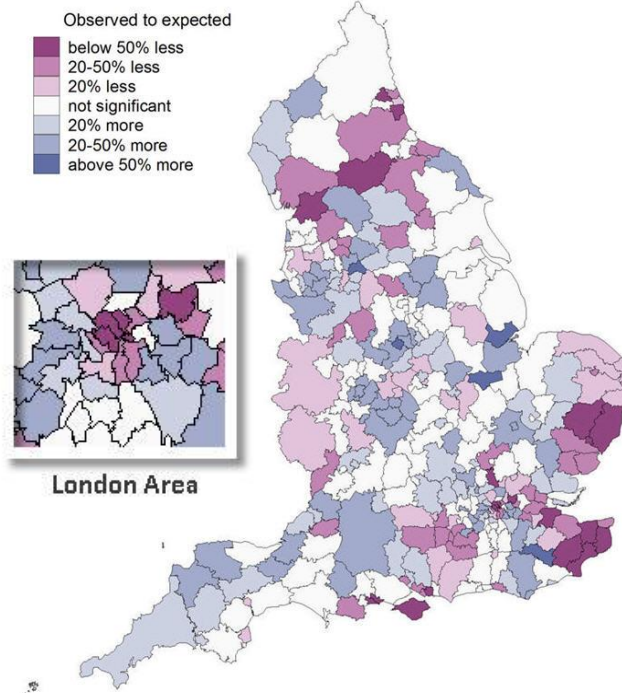 Observed to expected
below 50% less
20-50% less
20% less
not significant
20% more
20-50% more
above 50% more
London Area
1